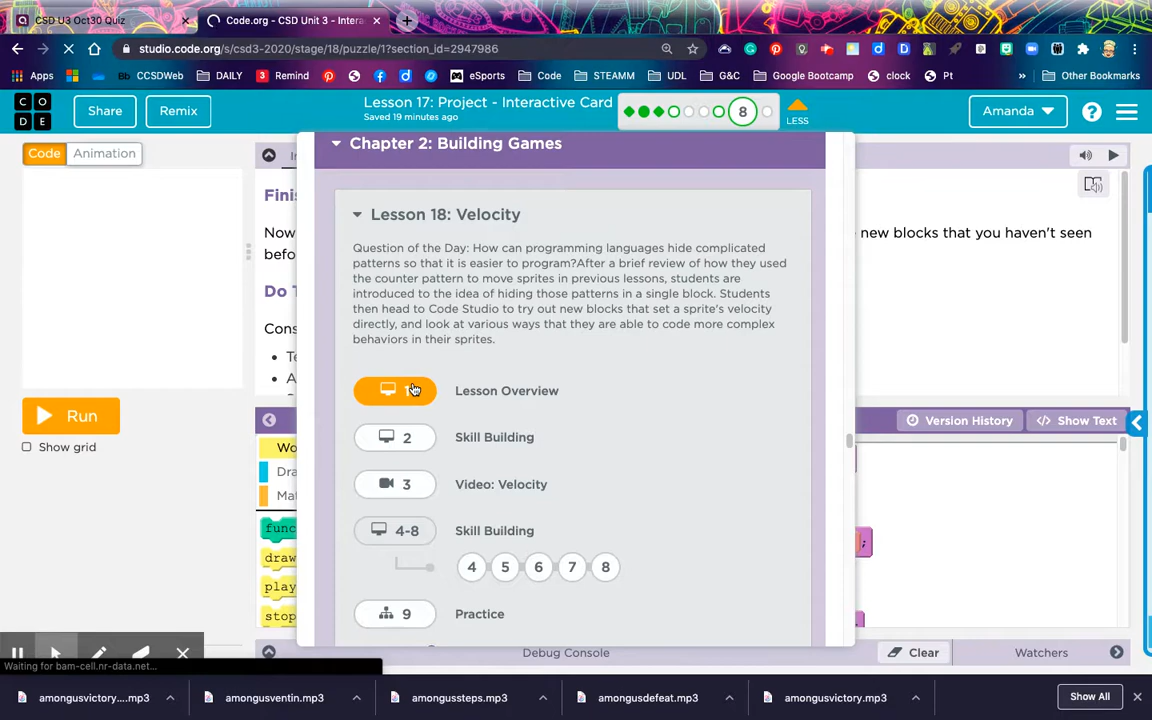 CSD U3 Oct30 Quiz
Code.org - CSD Unit 3 - Intera
studio.code.org/s/csd3-2020/stage/18/puzzle/1?section_id=2947986
Apps
CCSDWeb
DAILY
Remind
eSports
Code
STEAMM
UDL
G&C
Google Bootcamp
clock
Pt
Other Bookmarks
C O
D E
Share
Remix
Lesson 17: Project - Interactive Card
Saved 19 minutes ago
8
LESS
Amanda
Code
Animation
Chapter 2: Building Games
Finis
Now
new blocks that you haven't seen
befo
Do T
Cons
Te
A
Lesson 18: Velocity
Question of the Day: How can programming languages hide complicated
patterns so that it is easier to program?After a brief review of how they used
the counter pattern to move sprites in previous lessons, students are
introduced to the idea of hiding those patterns in a single block. Students
then head to Code Studio to try out new blocks that set a sprite's velocity
directly, and look at various ways that they are able to code more complex
behaviors in their sprites.
1 Lesson Overview
2 Skill Building
3 Video: Velocity
4-8 Skill Building
4 5 6 7 8
9 Practice
Run
Show grid
Wo
Dra
Mat
func
draw
play
stop
Version History
Show Text
Debug Console
Clear
Watchers
Waiting for bam-cell.nr-data.net...
amongusvictory....mp3
amongusventin.mp3
amongussteps.mp3
amongusdefeat.mp3
amongusvictory.mp3
Show All